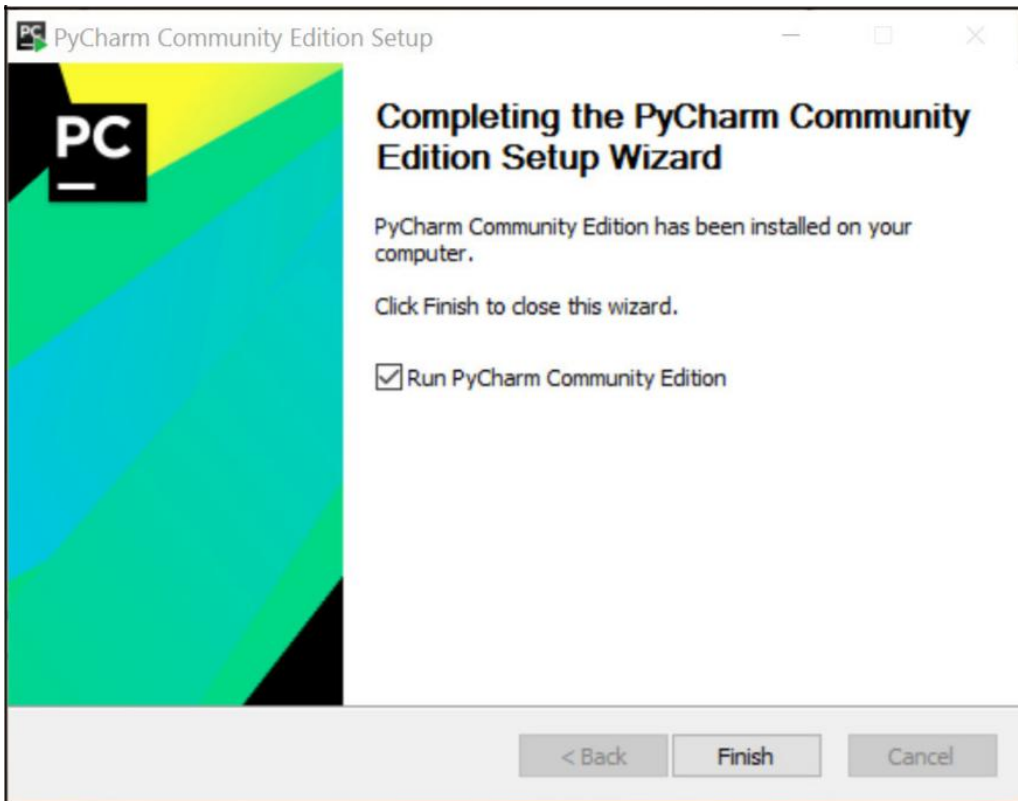 PyCharm Community Edition Setup
PC
Completing the PyCharm Community
Edition Setup Wizard
PyCharm Community Edition has been installed on your
computer.
Click Finish to close this wizard.
Run PyCharm Community Edition
< Back
Finish
Cancel